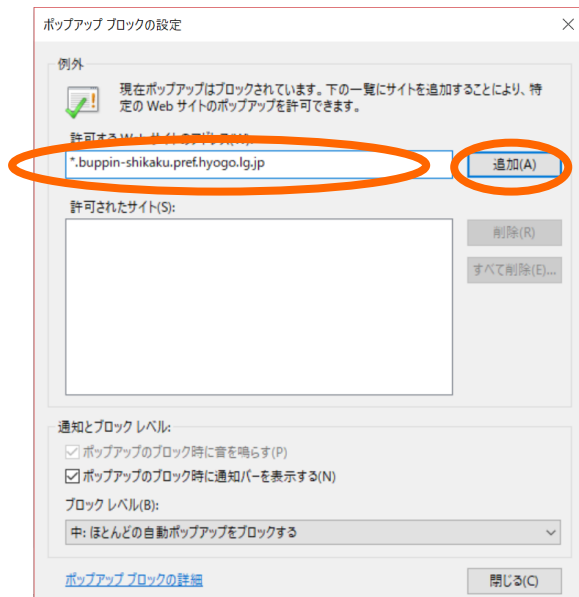 ポップアップ ブロックの設定
例外
現在ポップアップはブロックされています。下の一覧にサイトを追加することにより、特
定の Web サイトのポップアップを許可できます。
許可する Web サイトのアドレス(W):
*.buppin-shikaku.pref.hyogo.lg.jp
追加(A)
許可されたサイト(S):
削除(R)
すべて削除(E)...
通知とブロック レベル:
ポップアップのブロック時に音を鳴らす(P)
ポップアップのブロック時に通知バーを表示する(N)
ブロック レベル(B):
中: ほとんどの自動ポップアップをブロックする
ポップアップ ブロックの詳細
閉じる(C)